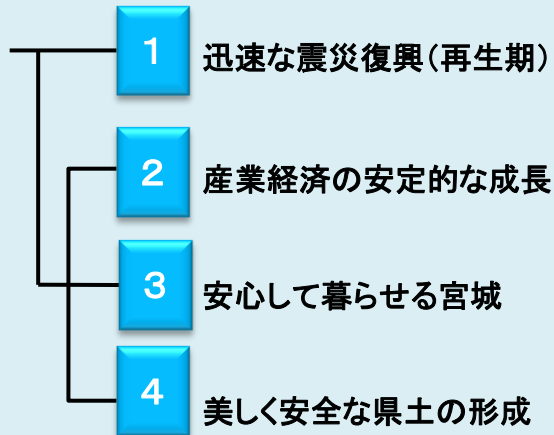 1 迅速な震災復興（再生期）
2 産業経済の安定的な成長
3 安心して暮らせる宮城
4 美しく安全な県土の形成